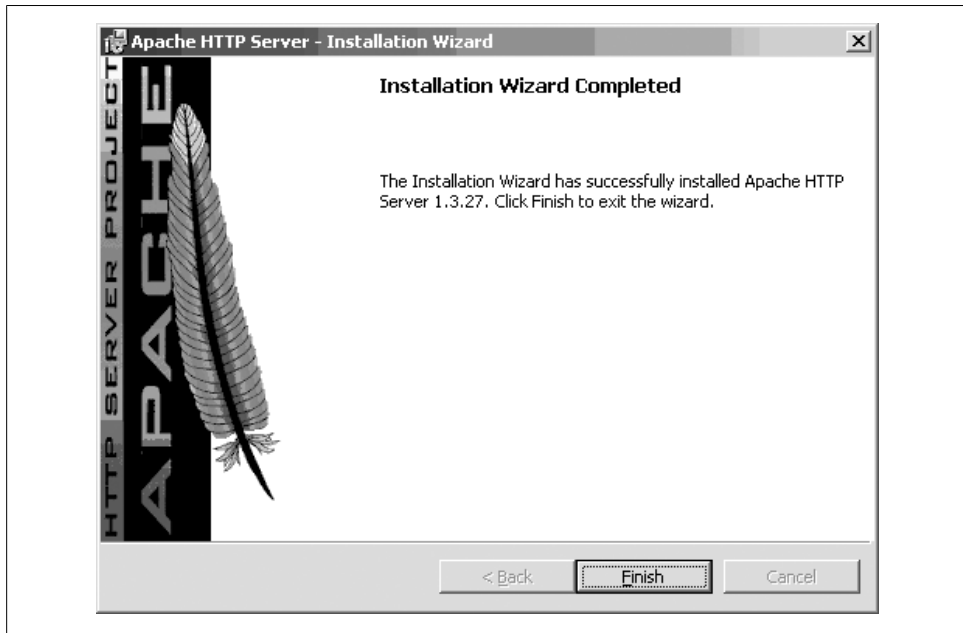 Apache HTTP Server - Installation Wizard
HTTP SERVER PROJECT
APACHE
Installation Wizard Completed
The Installation Wizard has successfully installed Apache HTTP
Server 1.3.27. Click Finish to exit the wizard.
< Back
Finish
Cancel